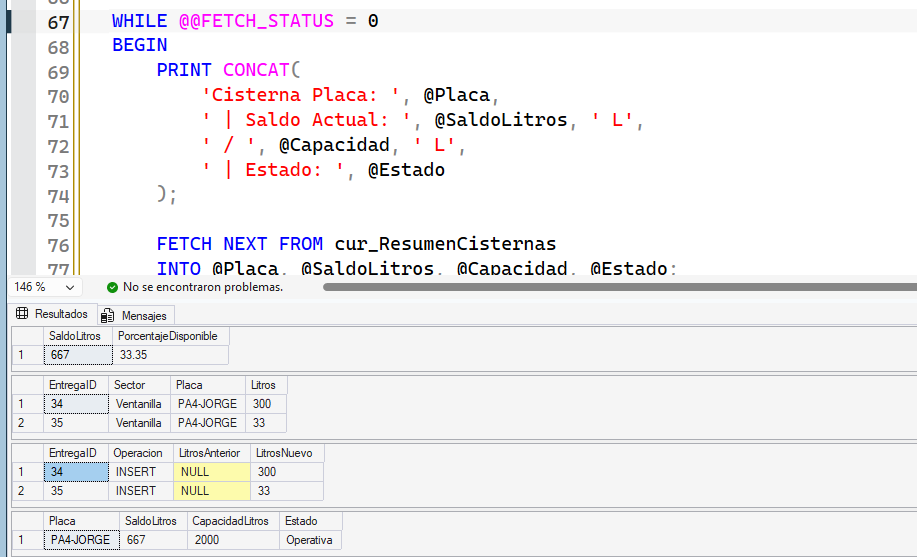 67 WHILE @@FETCH_STATUS = 0
68 BEGIN
69 PRINT CONCAT(
70 'Cisterna Placa: ', @Placa,
71 ' | Saldo Actual: ', @SaldoLitros, ' L',
72 ' / ', @Capacidad, ' L',
73 ' | Estado: ', @Estado
74 );
75
76 FETCH NEXT FROM cur_ResumenCisternas
77 INTO @Placa, @SaldoLitros, @Capacidad, @Estado;
146 % No se encontraron problemas.
Resultados Mensajes
SaldoLitros PorcentajeDisponible
1 667 33.35
EntregaID Sector Placa Litros
1 34 Ventanilla PA4-JORGE 300
2 35 Ventanilla PA4-JORGE 33
EntregaID Operacion LitrosAnterior LitrosNuevo
1 34 INSERT NULL 300
2 35 INSERT NULL 33
Placa SaldoLitros CapacidadLitros Estado
1 PA4-JORGE 667 2000 Operativa